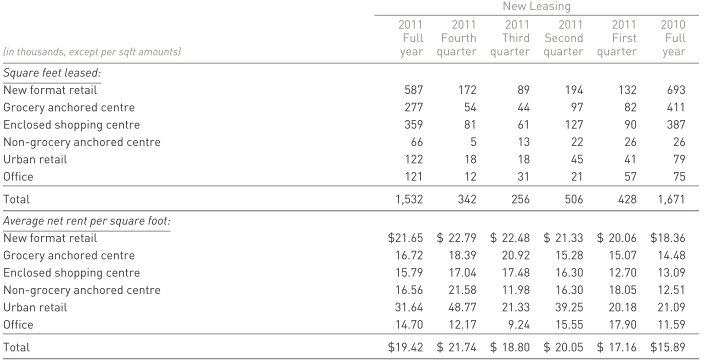 New Leasing
2011 2011 2011 2011 2011 2010
Full Fourth Third Second First Full
(in thousands, except per sqft amounts) year quarter quarter quarter quarter year
Square feet leased:
New format retail 587 172 89 194 132 693
Grocery anchored centre 277 54 44 97 82 411
Enclosed shopping centre 359 81 61 127 90 387
Non-grocery anchored centre 66 5 13 22 26 26
Urban retail 122 18 18 45 41 79
Office 121 12 31 21 57 75
Total 1,532 342 256 506 428 1,671
Average net rent per square foot:
New format retail $21.65 $ 22.79 $ 22.48 $ 21.33 $ 20.06 $18.36
Grocery anchored centre 16.72 18.39 20.92 15.28 15.07 14.48
Enclosed shopping centre 15.79 17.04 17.48 16.30 12.70 13.09
Non-grocery anchored centre 16.56 21.58 11.98 16.30 18.05 12.51
Urban retail 31.64 48.77 21.33 39.25 20.18 21.09
Office 14.70 12.17 9.24 15.55 17.90 11.59
Total $19.42 $ 21.74 $ 18.80 $ 20.05 $ 17.16 $15.89